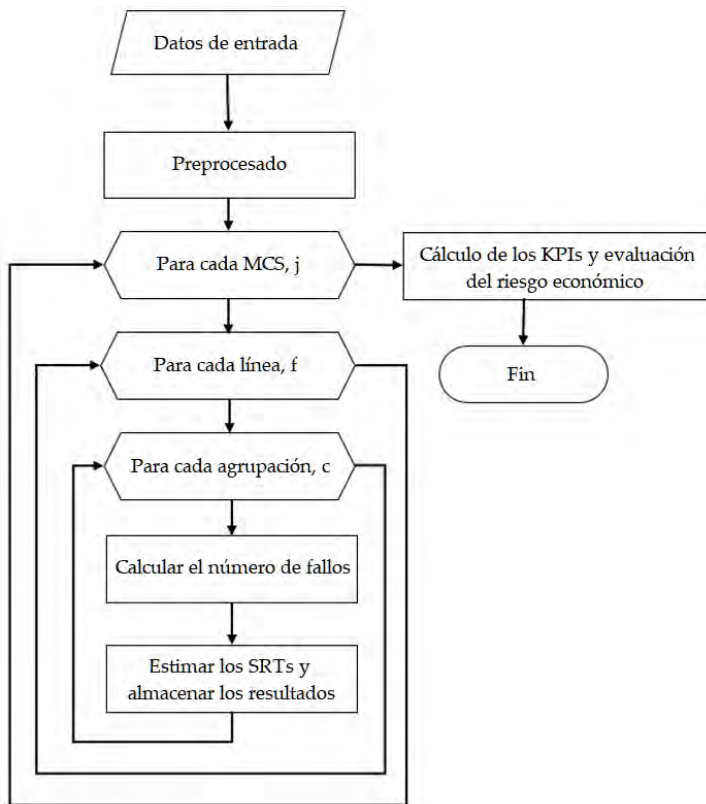 Datos de entrada
Preprocesado
Para cada MCS, j
Cálculo de los KPIs y evaluación
del riesgo económico
Para cada línea, f
Fin
Para cada agrupación, c
Calcular el número de fallos
Estimar los SRTs y
almacenar los resultados